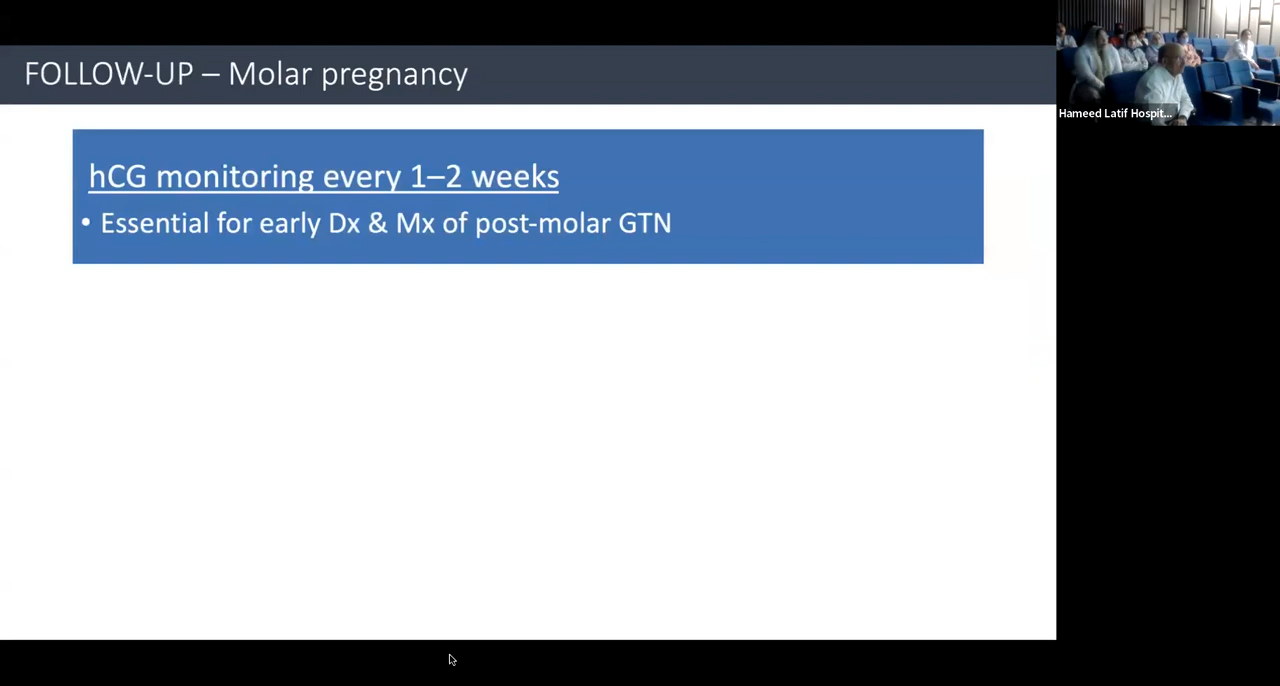 FOLLOW-UP – Molar pregnancy
hCG monitoring every 1–2 weeks
• Essential for early Dx & Mx of post-molar GTN
Hameed Latif Hospit...